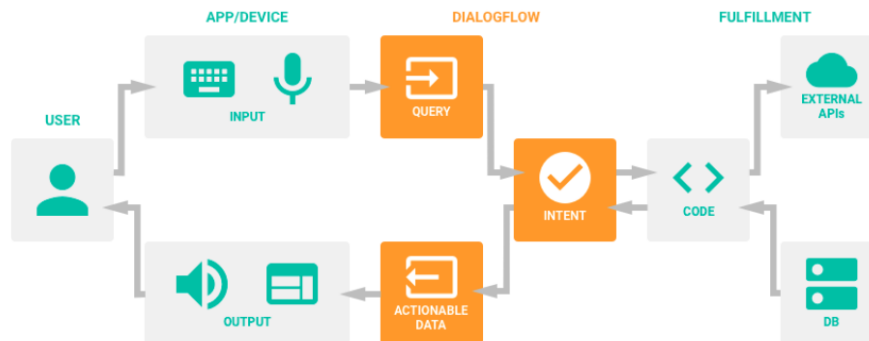 APP/DEVICE
DIALOGFLOW
FULFILLMENT
INPUT
QUERY
EXTERNAL
APIs
USER
INTENT
CODE
OUTPUT
ACTIONABLE
DATA
DB